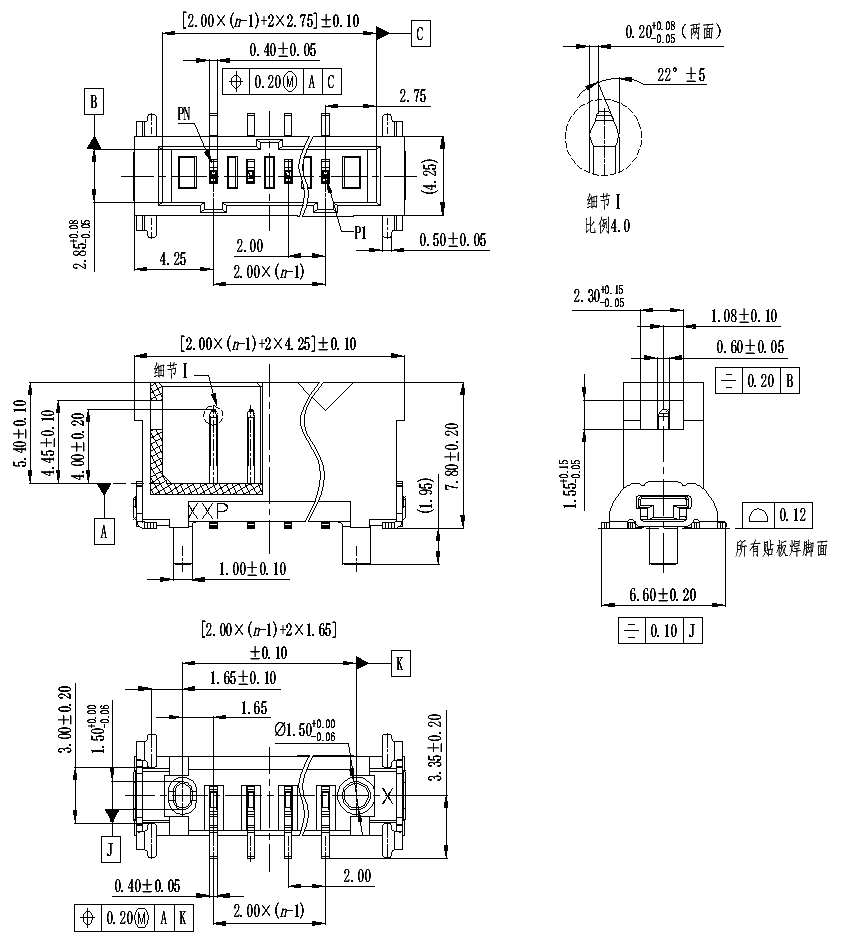 [2.00×(n-1)+2×2.75]±0.10
C
0.40±0.05
⌖ 0.20Ⓜ A C
2.75
B
PN
2.85+0.08-0.05
(4.25)
P1
4.25
2.00
2.00×(n-1)
0.50±0.05
0.20+0.08-0.05(两面)
22° ±5
细节 I
比例4.0
[2.00×(n-1)+2×4.25]±0.10
细节 I
5.40±0.10
4.45±0.10
4.00±0.20
A
XXP
7.80±0.20
(1.95)
1.00±0.10
2.30+0.15-0.05
1.08±0.10
0.60±0.05
⌯ 0.20 B
1.55+0.15-0.05
⌓ 0.12
所有贴板焊脚面
6.60±0.20
⌯ 0.10 J
[2.00×(n-1)+2×1.65]
±0.10
K
1.65±0.10
1.65
3.00±0.20
1.50+0.00-0.06
Ø1.50+0.00-0.06
3.35±0.20
X
J
0.40±0.05
2.00
⌖ 0.20Ⓜ A K
2.00×(n-1)